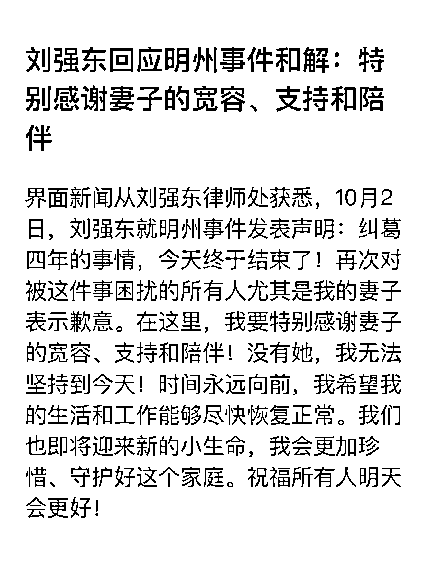 刘强东回应明州事件和解：特
别感谢妻子的宽容、支持和陪
伴
界面新闻从刘强东律师处获悉，10月2
日，刘强东就明州事件发表声明：纠葛
四年的事情，今天终于结束了！再次对
被这件事困扰的所有人尤其是我的妻子
表示歉意。在这里，我要特别感谢妻子
的宽容、支持和陪伴！没有她，我无法
坚持到今天！时间永远向前，我希望我
的生活和工作能够尽快恢复正常。我们
也即将迎来新的小生命，我会更加珍
惜、守护好这个家庭。祝福所有人明天
会更好！